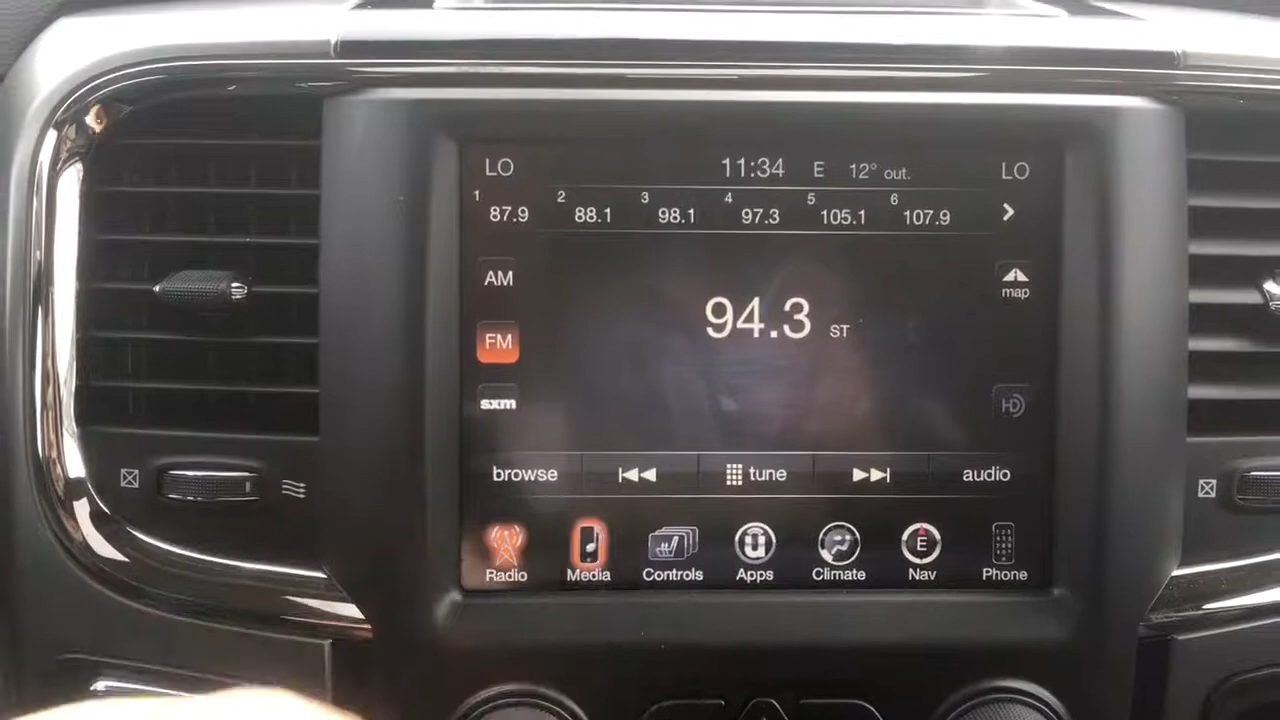 LO 11:34 E 12° out. LO
1 87.9 2 88.1 3 98.1 4 97.3 5 105.1 6 107.9
AM
map
94.3 ST
FM
sxm
HD
browse tune audio
E
Radio Media Controls Apps Climate Nav Phone